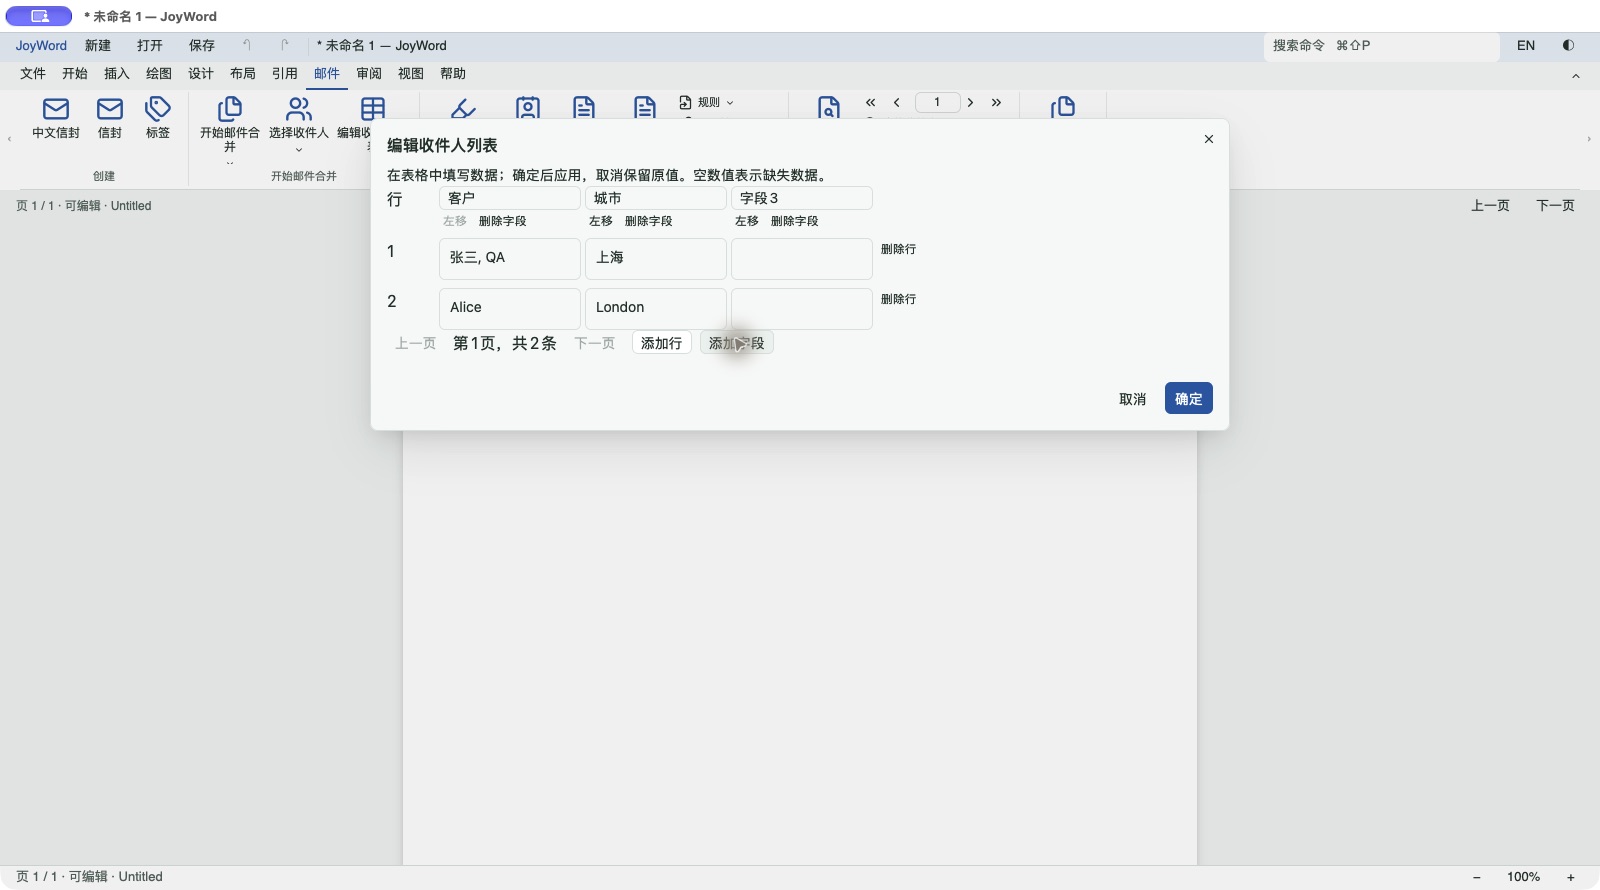 * 未命名 1 — JoyWord
JoyWord 新建 打开 保存 * 未命名 1 — JoyWord 搜索命令 ⌘⇧P EN
文件 开始 插入 绘图 设计 布局 引用 邮件 审阅 视图 帮助
中文信封 信封 标签 开始邮件合并 选择收件人 编辑收 规则 1
创建 开始邮件合并
页 1 / 1 · 可编辑 · Untitled 上一页 下一页
编辑收件人列表 ×
在表格中填写数据；确定后应用，取消保留原值。空数值表示缺失数据。
行 客户 城市 字段 3
左移 删除字段 左移 删除字段 左移 删除字段
1 张三, QA 上海 删除行
2 Alice London 删除行
上一页 第 1 页，共 2 条 下一页 添加行 添加字段
取消 确定
页 1 / 1 · 可编辑 · Untitled − 100% +